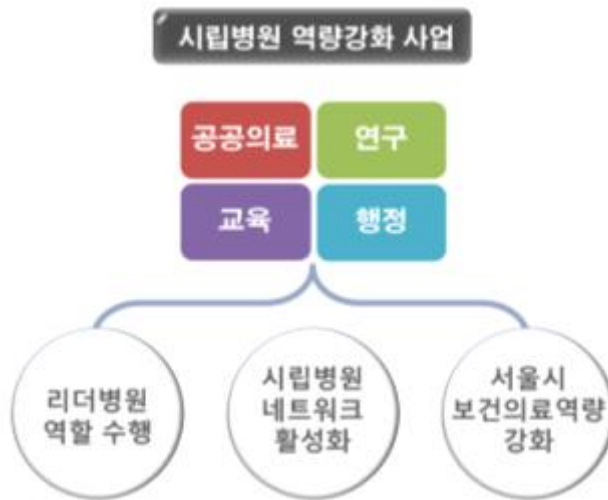 시립병원 역량강화 사업
공공의료
연구
교육
행정
리더병원
역할 수행
시립병원
네트워크
활성화
서울시
보건의료역량
강화